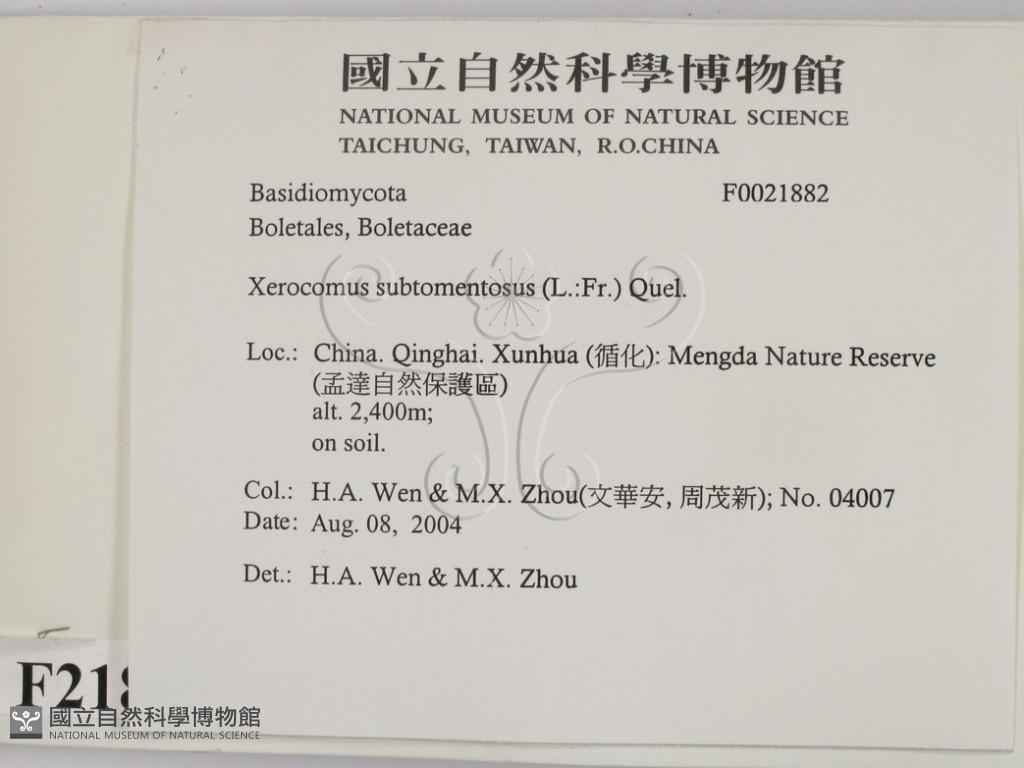 國立自然科學博物館
NATIONAL MUSEUM OF NATURAL SCIENCE
TAICHUNG, TAIWAN, R.O.CHINA
Basidiomycota F0021882
Boletales, Boletaceae
Xerocomus subtomentosus (L.:Fr.) Quel.
Loc.: China. Qinghai. Xunhua (循化): Mengda Nature Reserve
(孟達自然保護區)
alt. 2,400m;
on soil.
Col.: H.A. Wen & M.X. Zhou(文華安, 周茂新); No. 04007
Date: Aug. 08, 2004
Det.: H.A. Wen & M.X. Zhou
F218
國立自然科學博物館
NATIONAL MUSEUM OF NATURAL SCIENCE